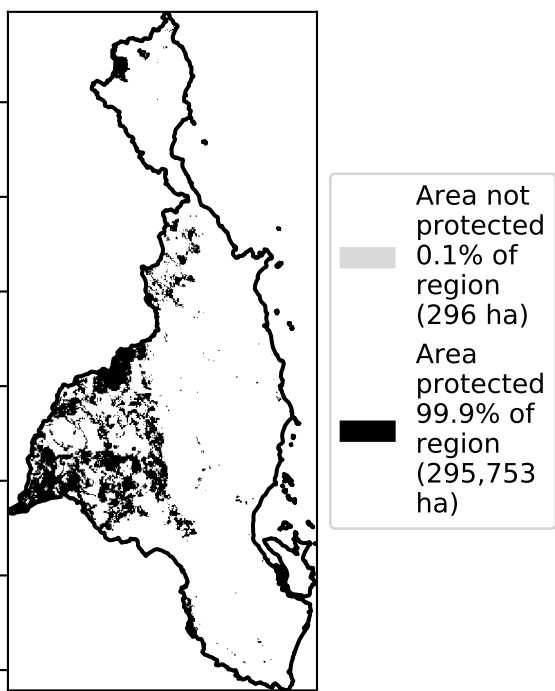 Area not
protected
0.1% of
region
(296 ha)
Area
protected
99.9% of
region
(295,753
ha)